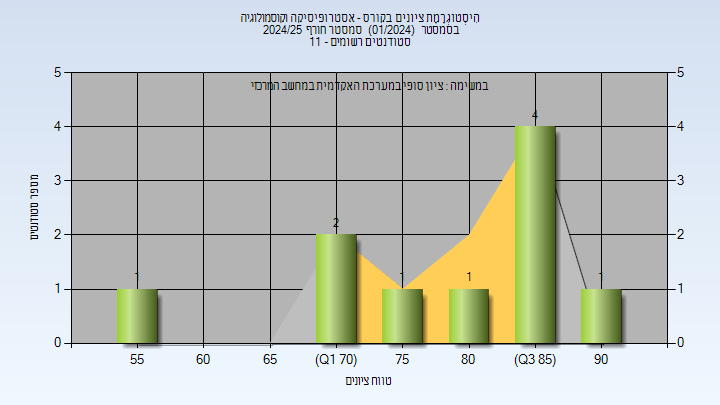 היסטוגרמת ציונים בקורס - אסטרופיסיקה וקוסמולוגיה
בסמסטר (01/2024) סמסטר חורף 2024/25
סטודנטים רשומים - 11
במשימה : ציון סופי במערכת האקדמית במחשב המרכזי
5 5
4 4
3 3
2 2
1 1
0 0
1 2 1 1 4 1
מספר סטודנטים
55 60 65 (Q1 70) 75 80 (Q3 85) 90
טווח ציונים